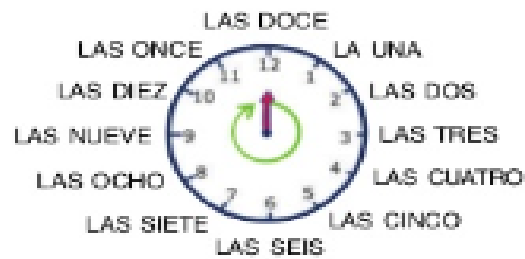 LAS DOCE
LAS ONCE
LA UNA
LAS DIEZ
LAS DOS
LAS NUEVE
LAS TRES
LAS OCHO
LAS CUATRO
LAS SIETE
LAS CINCO
LAS SEIS
12
11
1
10
2
9
3
8
4
7
5
6